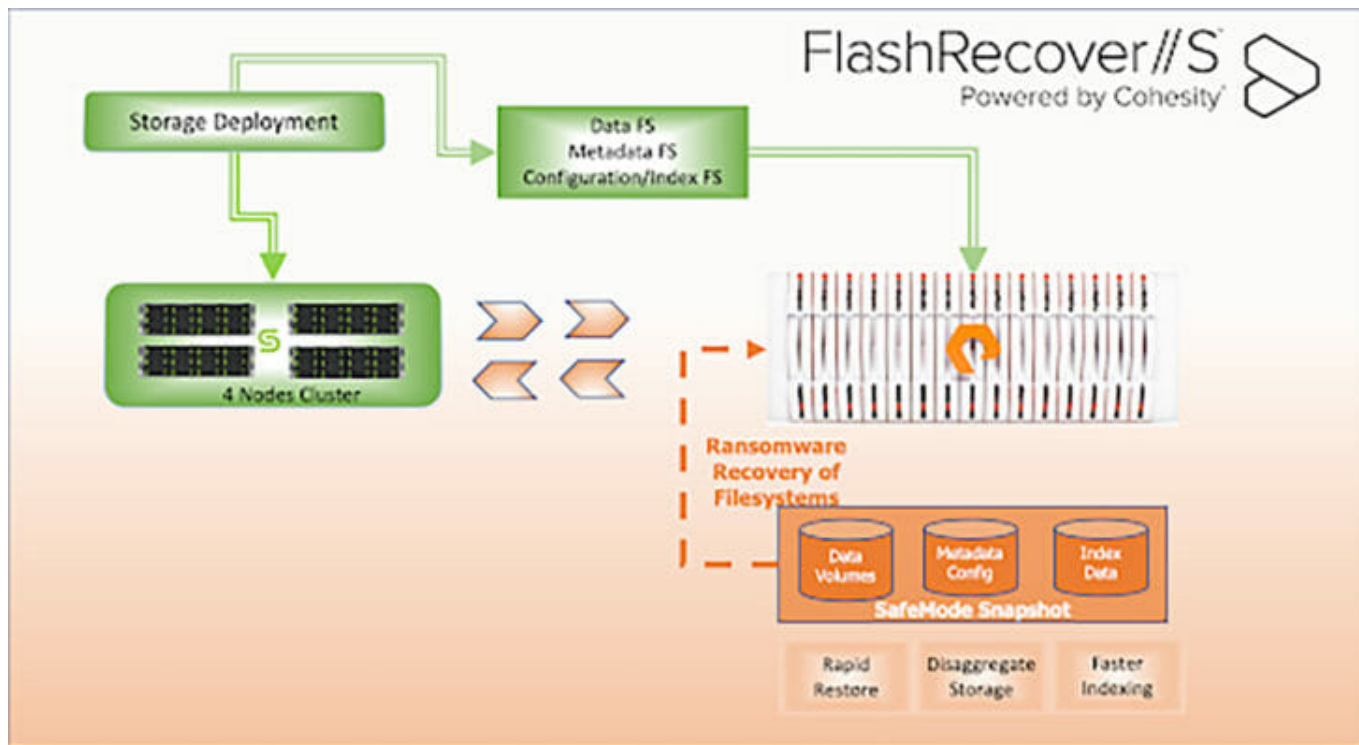 FlashRecover//S
Powered by Cohesity
Storage Deployment
Data FS
Metadata FS
Configuration/Index FS
4 Nodes Cluster
Ransomware
Recovery of
Filesystems
Data
Volumes
Metadata
Config
Index
Data
SafeMode Snapshot
Rapid
Restore
Disaggregate
Storage
Faster
Indexing